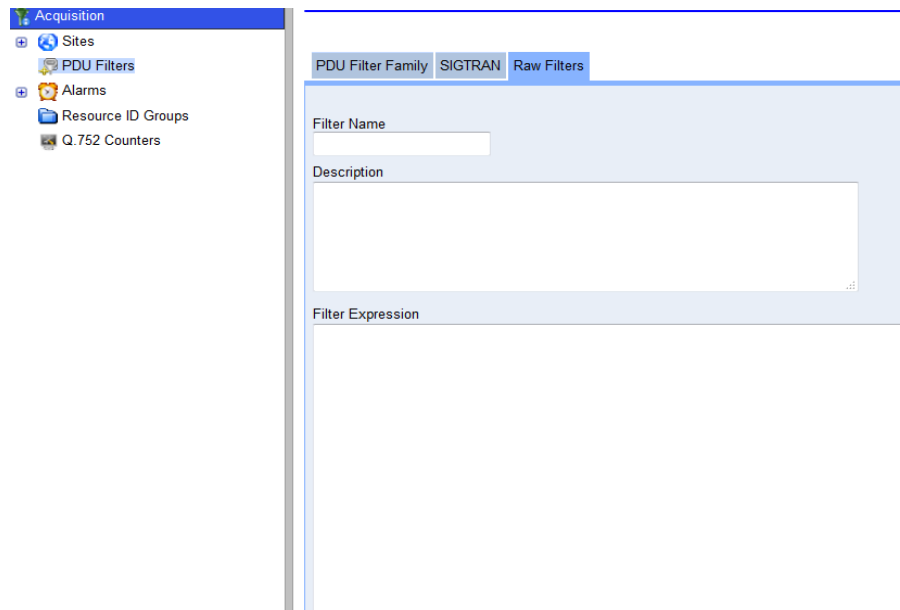 Acquisition
Sites
PDU Filters
Alarms
Resource ID Groups
Q.752 Counters
PDU Filter Family SIGTRAN Raw Filters
Filter Name
Description
Filter Expression